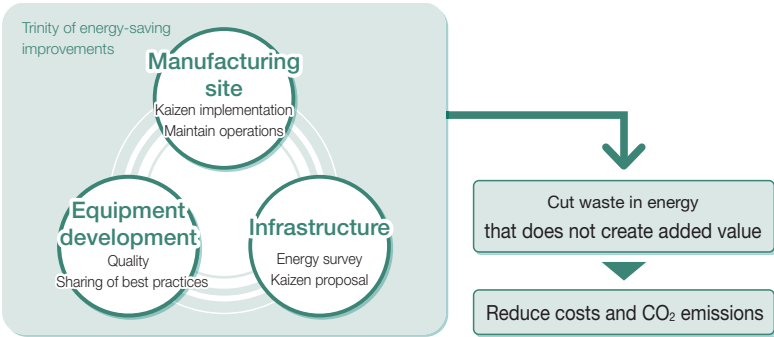 Trinity of energy-saving
improvements
Manufacturing
site
Kaizen implementation
Maintain operations
Equipment
development
Quality
Sharing of best practices
Infrastructure
Energy survey
Kaizen proposal
Cut waste in energy
that does not create added value
Reduce costs and CO₂ emissions